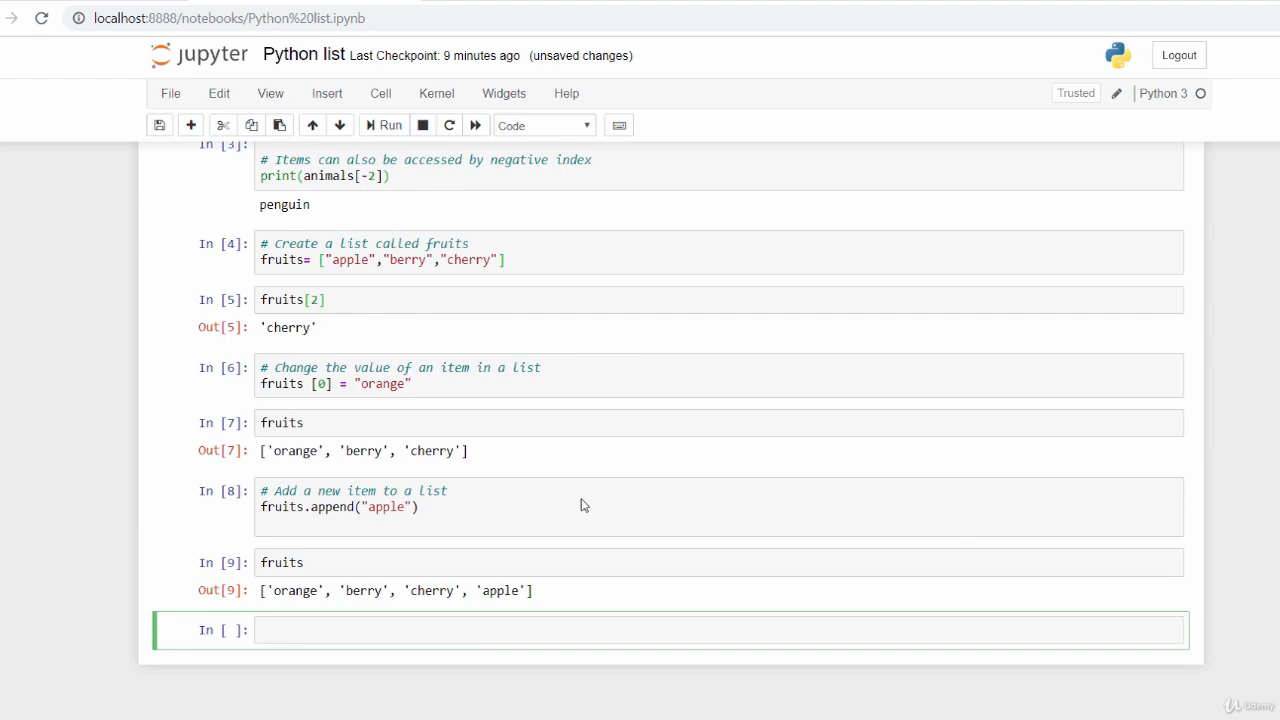 localhost:8888/notebooks/Python%20list.ipynb
jupyter Python list Last Checkpoint: 9 minutes ago (unsaved changes) Logout
File Edit View Insert Cell Kernel Widgets Help Trusted Python 3
Run Code
In [3]:
# Items can also be accessed by negative index
print(animals[-2])
penguin
In [4]: # Create a list called fruits
fruits= ["apple","berry","cherry"]
In [5]: fruits[2]
Out[5]: 'cherry'
In [6]: # Change the value of an item in a list
fruits [0] = "orange"
In [7]: fruits
Out[7]: ['orange', 'berry', 'cherry']
In [8]: # Add a new item to a list
fruits.append("apple")
In [9]: fruits
Out[9]: ['orange', 'berry', 'cherry', 'apple']
In [ ]:
Udemy